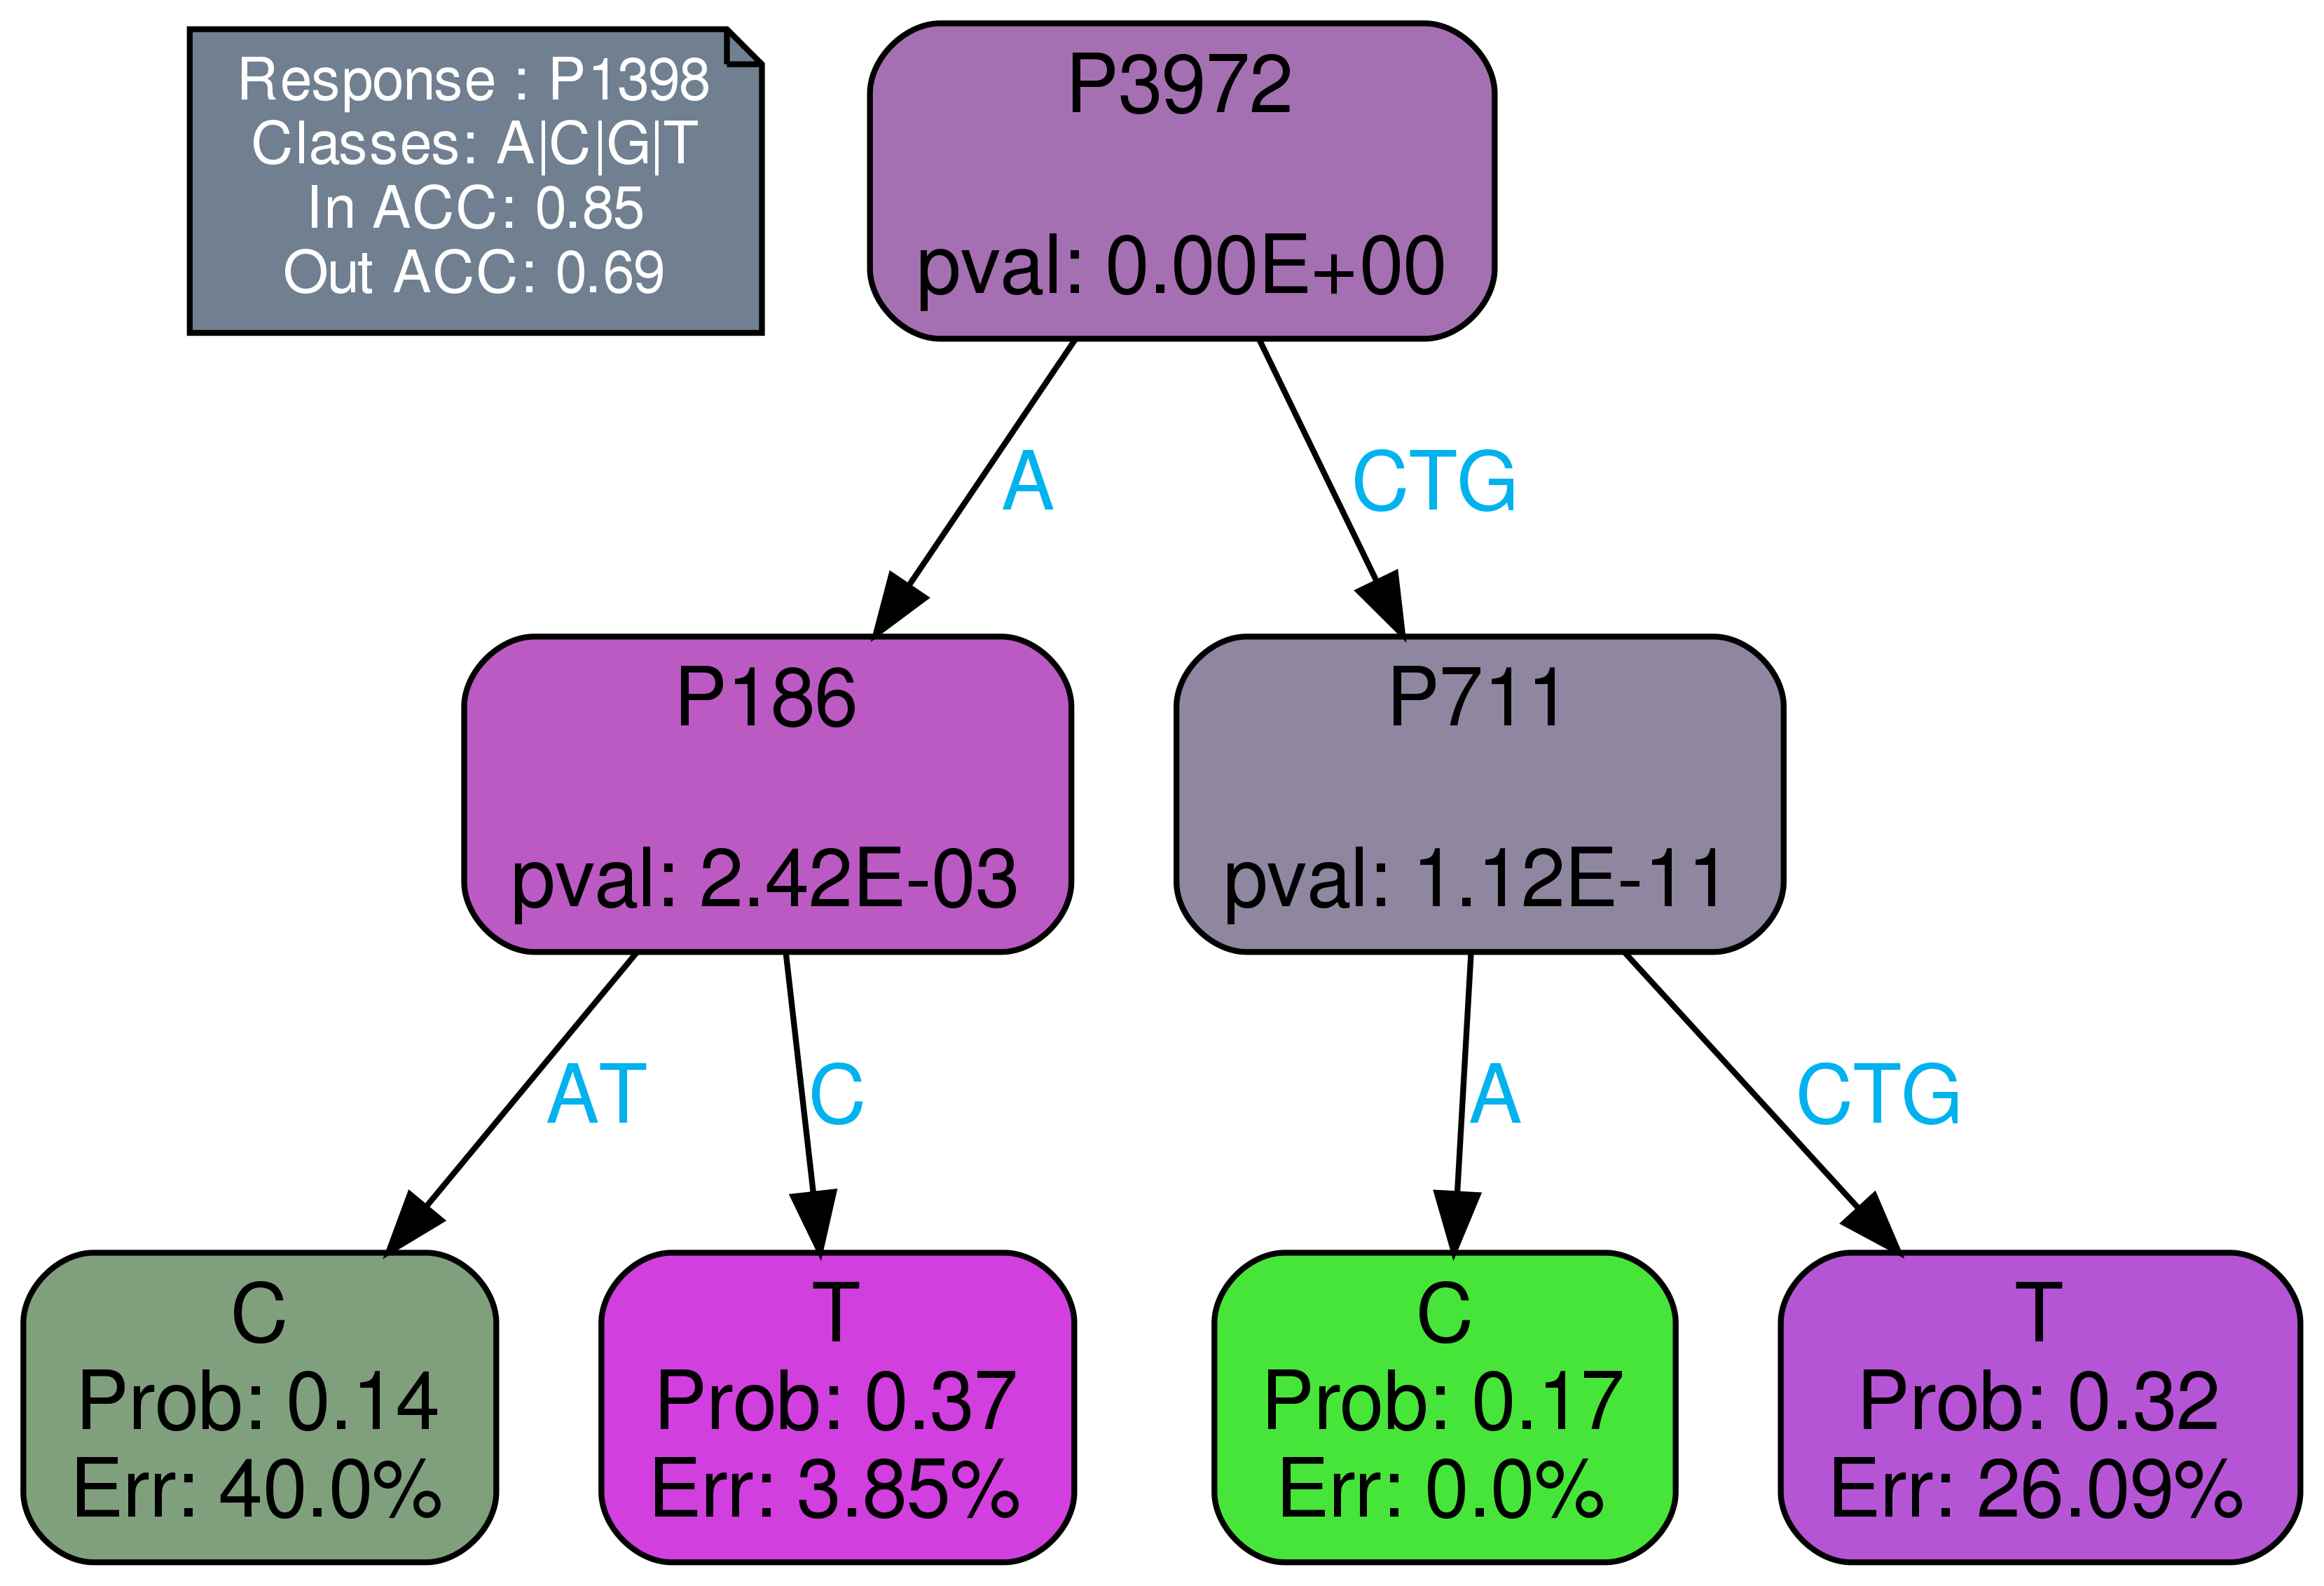 Response : P1398
Classes: A|C|G|T
In ACC: 0.85
Out ACC: 0.69
P3972
pval: 0.00E+00
A
CTG
P186
pval: 2.42E-03
P711
pval: 1.12E-11
AT
C
A
CTG
C
Prob: 0.14
Err: 40.0%
T
Prob: 0.37
Err: 3.85%
C
Prob: 0.17
Err: 0.0%
T
Prob: 0.32
Err: 26.09%